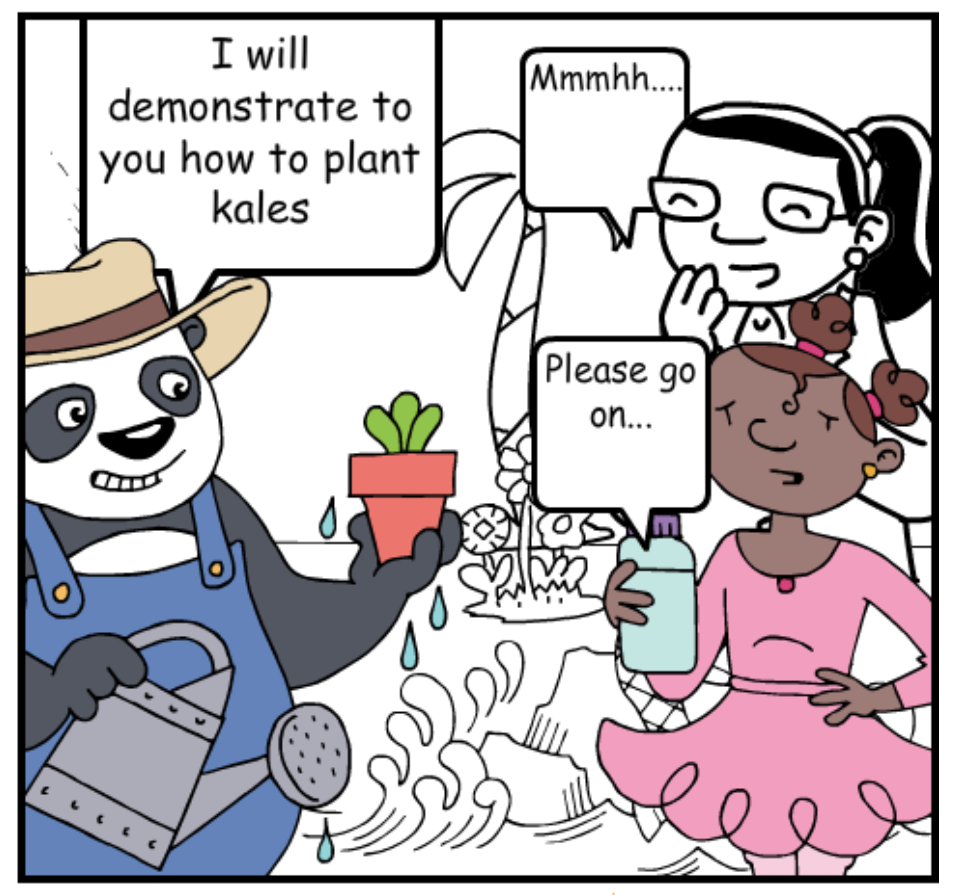 I will
demonstrate to
you how to plant
kales
Mmmhh....
Please go
on...